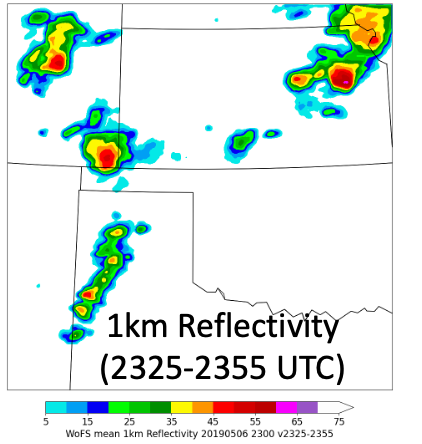 1km Reflectivity
(2325-2355 UTC)
5 15 25 35 45 55 65 75
WoFS mean 1km Reflectivity 20190506 2300 v2325-2355